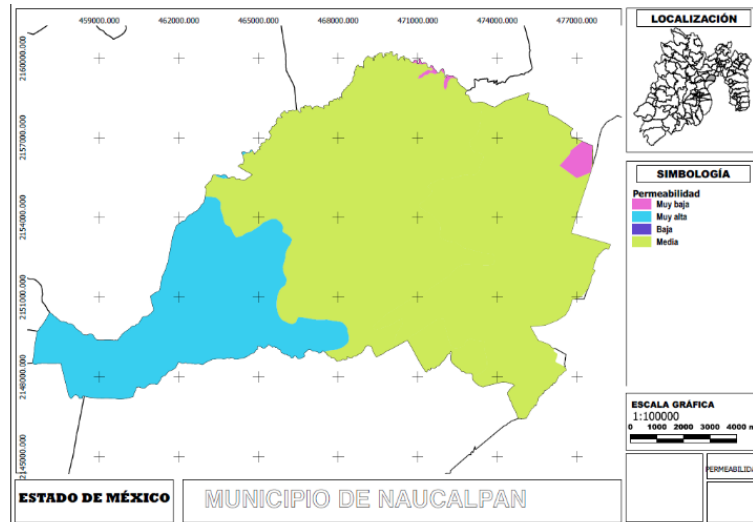 459000.000
462000.000
465000.000
468000.000
471000.000
474000.000
477000.000
2160000.000
2157000.000
2154000.000
2151000.000
2148000.000
2145000.000
LOCALIZACIÓN
SIMBOLOGÍA
Permeabilidad
Muy baja
Muy alta
Baja
Media
ESCALA GRÁFICA
1:100000
0 1000 2000 3000 4000 m
PERMEABILIDA
ESTADO DE MÉXICO
MUNICIPIO DE NAUCALPAN